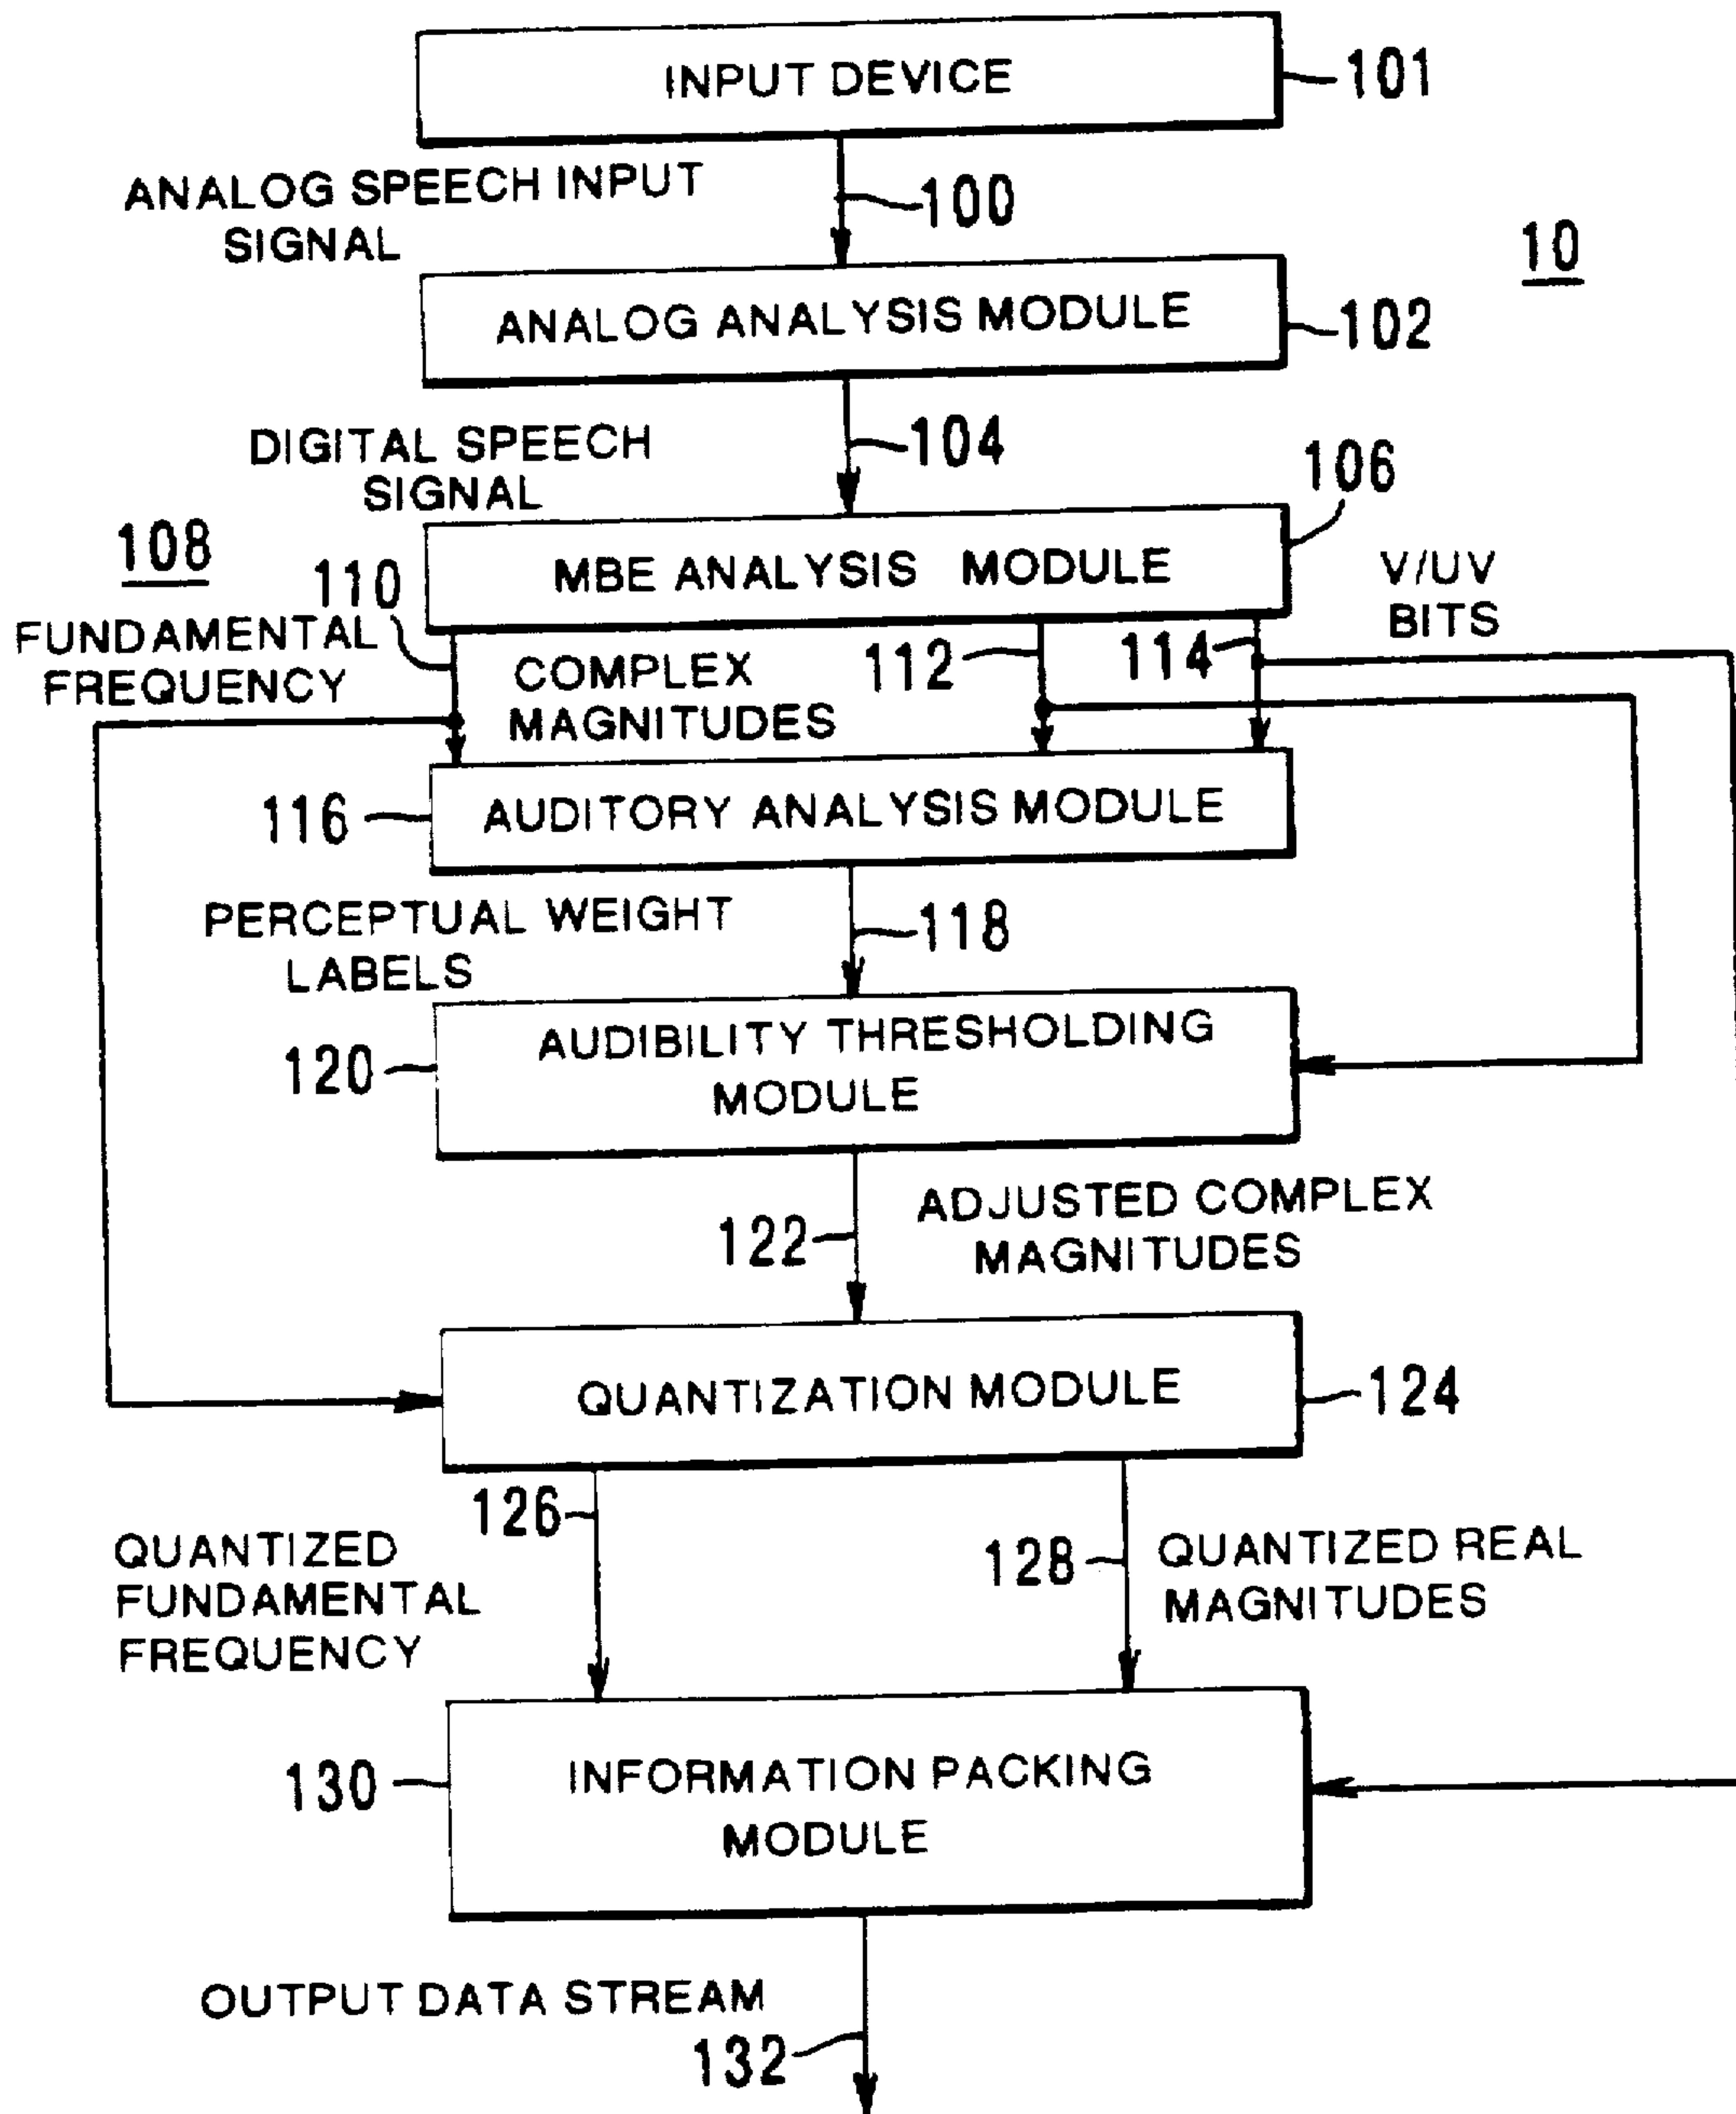 INPUT DEVICE
101
ANALOG SPEECH INPUT
SIGNAL
100
10
ANALOG ANALYSIS MODULE
102
DIGITAL SPEECH
SIGNAL
104
106
108
MBE ANALYSIS MODULE
V/UV
BITS
110
FUNDAMENTAL
FREQUENCY
COMPLEX
MAGNITUDES
112
114
116
AUDITORY ANALYSIS MODULE
PERCEPTUAL WEIGHT
LABELS
118
120
AUDIBILITY THRESHOLDING
MODULE
122
ADJUSTED COMPLEX
MAGNITUDES
QUANTIZATION MODULE
124
126
QUANTIZED
FUNDAMENTAL
FREQUENCY
128
QUANTIZED REAL
MAGNITUDES
130
INFORMATION PACKING
MODULE
OUTPUT DATA STREAM
132